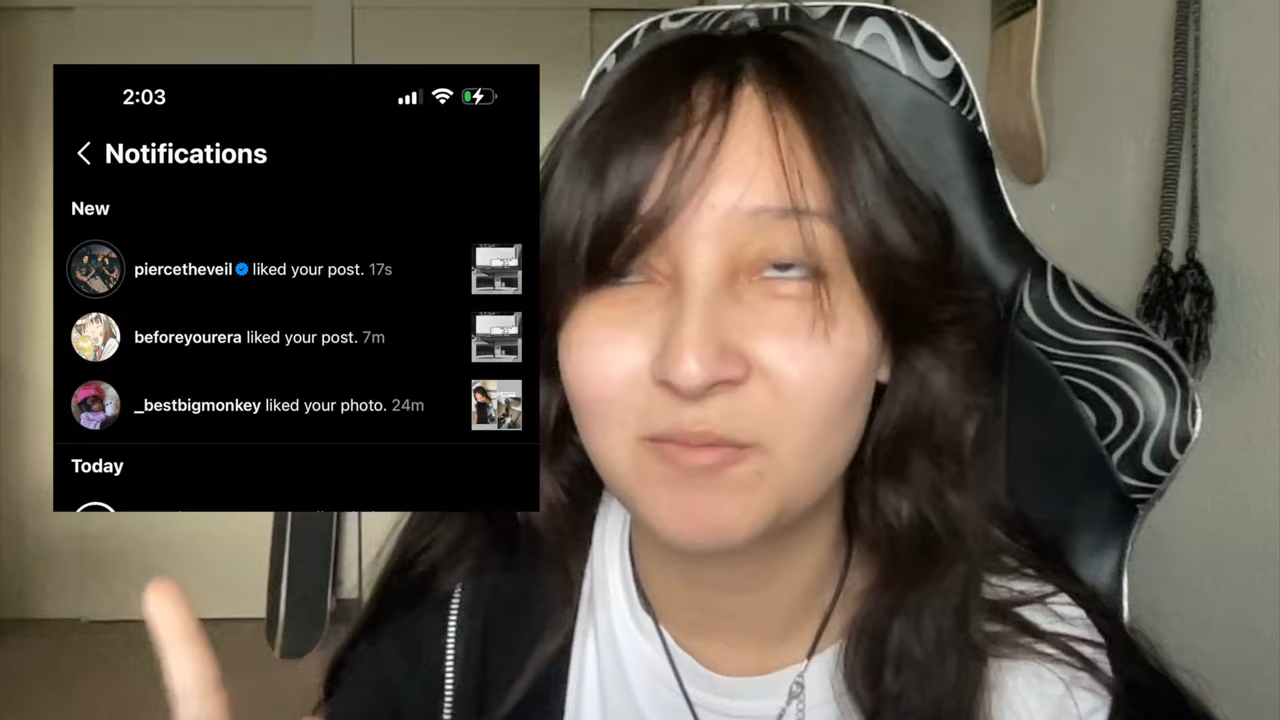 2:03
Notifications
New
piercetheveil liked your post. 17s
beforeyourera liked your post. 7m
_bestbigmonkey liked your photo. 24m
Today